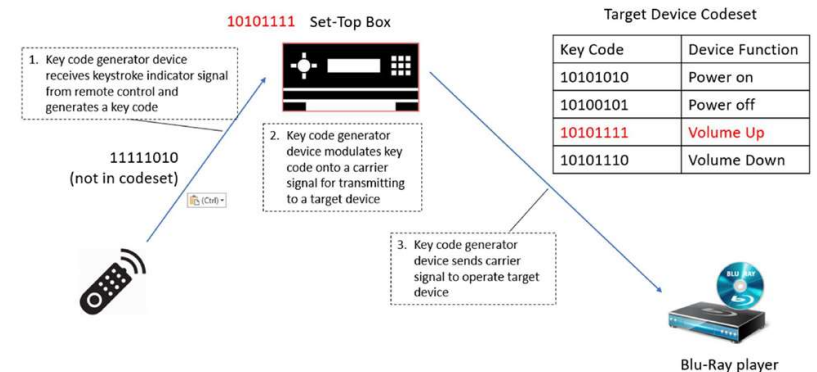 10101111 Set-Top Box
1. Key code generator device
receives keystroke indicator signal
from remote control and
generates a key code
11111010
(not in codeset)
(Ctrl)
2. Key code generator
device modulates key
code onto a carrier
signal for transmitting
to a target device
3. Key code generator
device sends carrier
signal to operate target
device
Target Device Codeset
Key Code Device Function
10101010 Power on
10100101 Power off
10101111 Volume Up
10101110 Volume Down
BLU RAY
Blu-Ray player